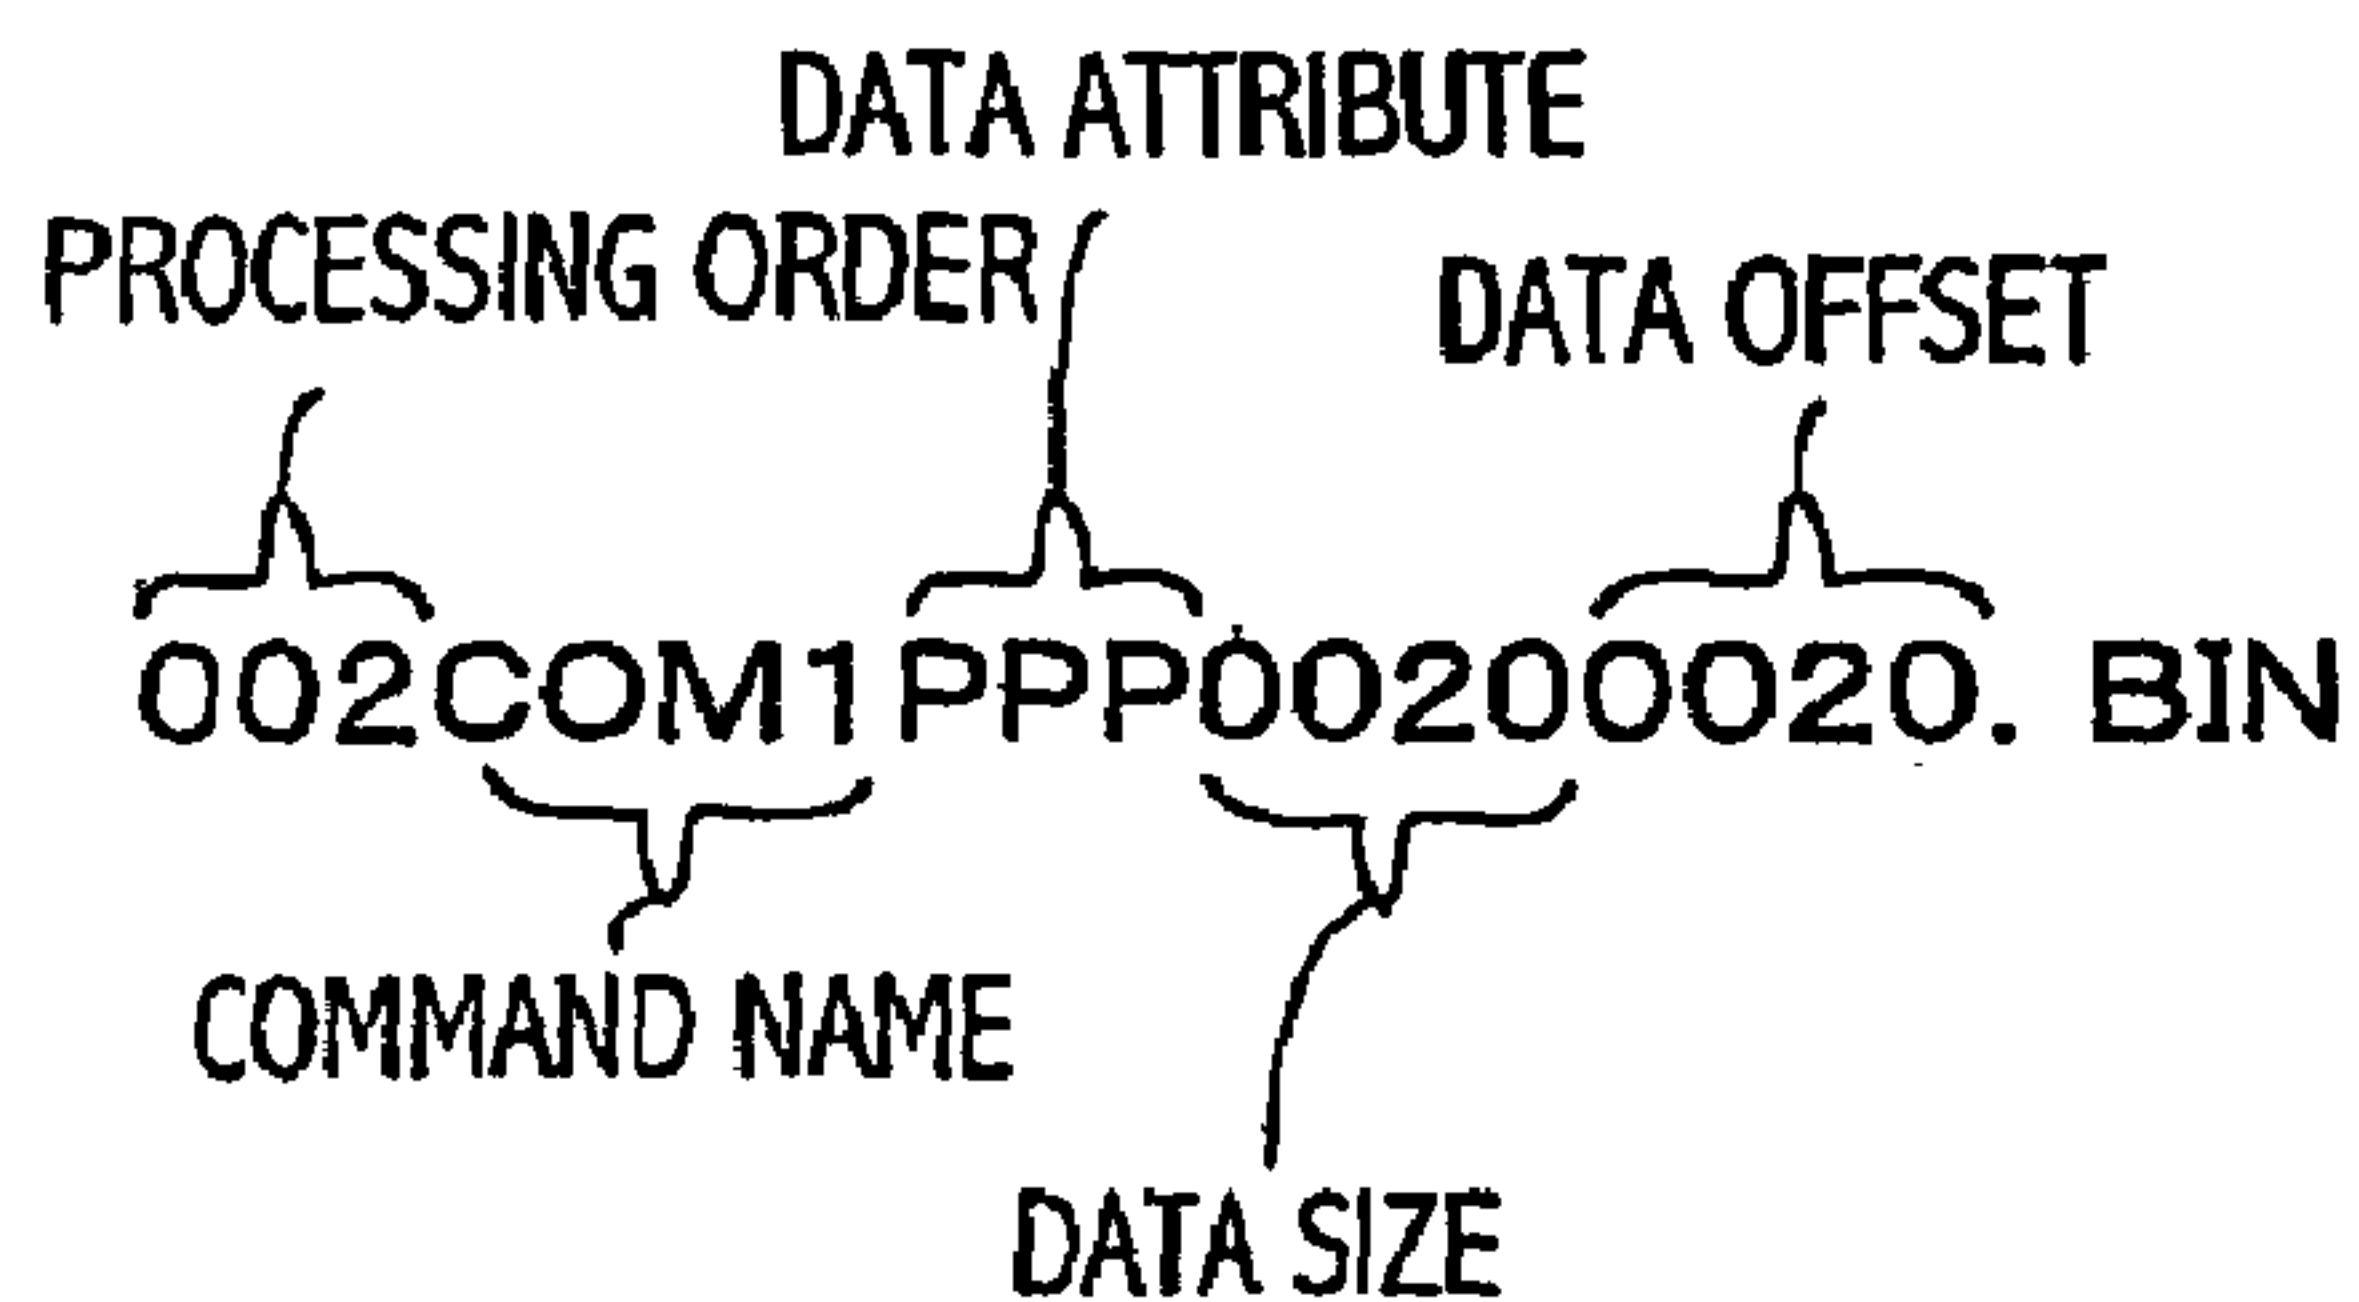 DATA ATTRIBUTE
PROCESSING ORDER
DATA OFFSET
002COM1PPP00200020. BIN
COMMAND NAME
DATA SIZE